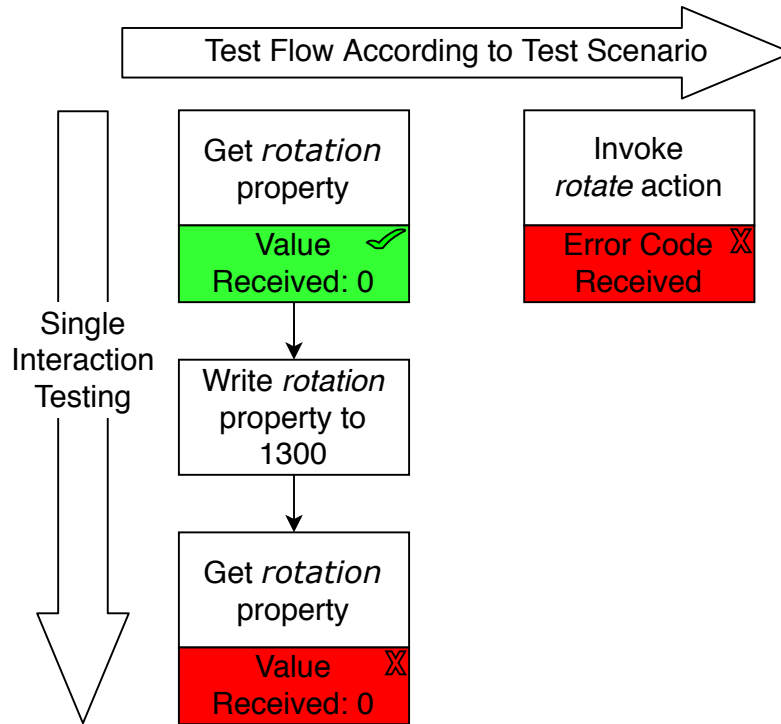 Test Flow According to Test Scenario
Get rotation
property
Value
Received: 0
Invoke
rotate action
Error Code
Received
X
Single
Interaction
Testing
Write rotation
property to
1300
Get rotation
property
Value
Received: 0
X